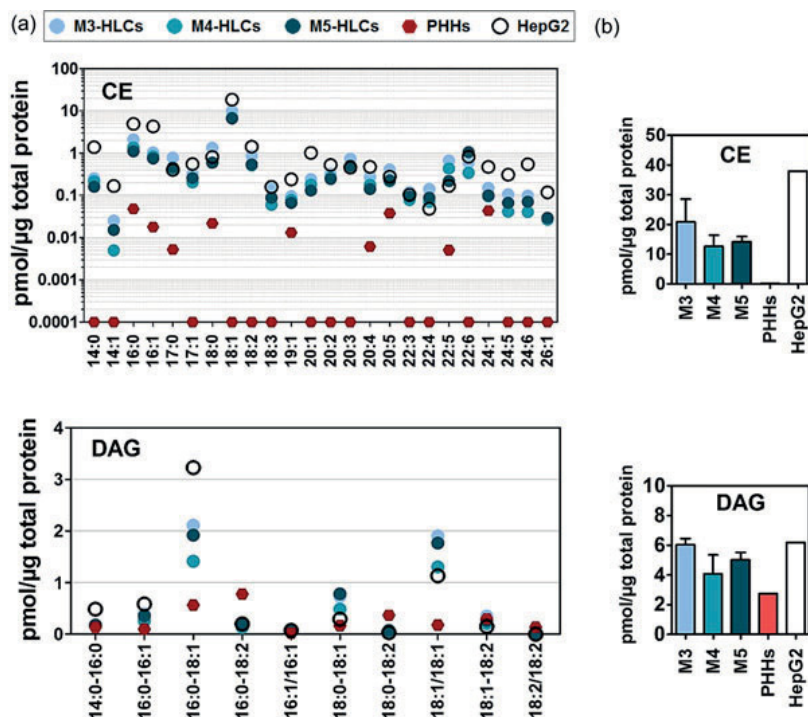 (a) M3-HLCs M4-HLCs M5-HLCs PHHs HepG2 (b)
CE
pmol/µg total protein
100
10
1
0.1
0.01
0.001
0.0001
14:0 14:1 16:0 16:1 17:0 17:1 18:0 18:1 18:2 18:3 19:1 20:1 20:2 20:3 20:4 20:5 22:3 22:4 22:5 22:6 24:1 24:5 24:6 26:1
CE
pmol/µg total protein
50
40
30
20
10
0
M3 M4 M5 PHHs HepG2
DAG
pmol/µg total protein
4
3
2
1
0
14:0-16:0 16:0-16:1 16:0-18:1 16:0-18:2 16:1/16:1 18:0-18:1 18:0-18:2 18:1/18:1 18:1-18:2 18:2/18:2
DAG
pmol/µg total protein
10
8
6
4
2
0
M3 M4 M5 PHHs HepG2